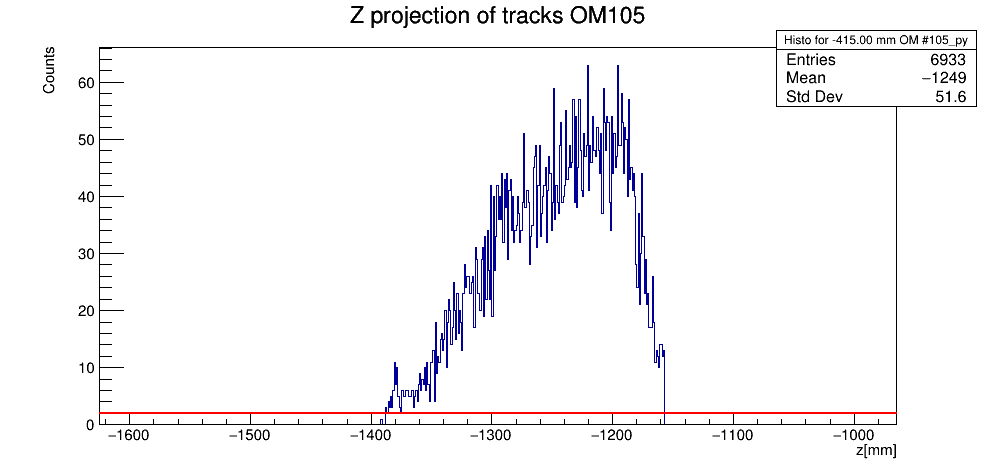 Z projection of tracks OM105
Histo for -415.00 mm OM #105_py
Entries 6933
Mean −1249
Std Dev 51.6
Counts
60
50
40
30
20
10
0
−1600 −1500 −1400 −1300 −1200 −1100 −1000
z[mm]